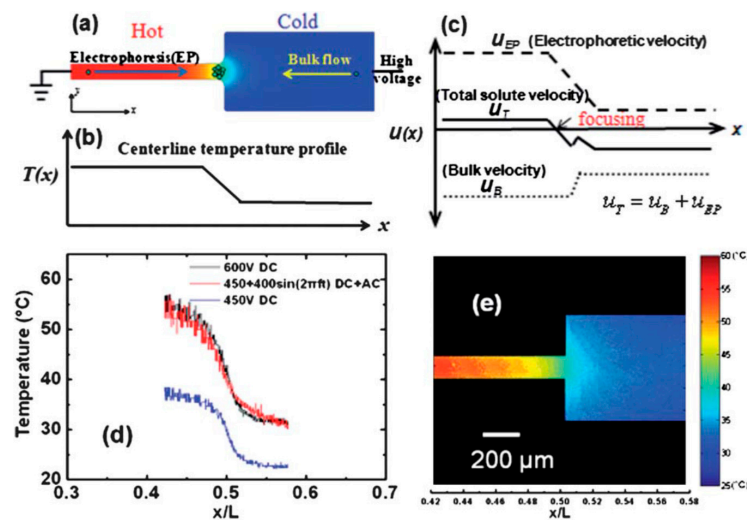 (a)
Hot
Cold
Electrophoresis(EP)
Bulk flow
High
voltage
y
x
(b)
Centerline temperature profile
T(x)
x
(c)
u_EP (Electrophoretic velocity)
(Total solute velocity)
u_T
focusing
u(x)
x
(Bulk velocity)
u_B
u_T = u_B + u_EP
(d)
600V DC
450+400sin(2πft) DC+AC
450V DC
Temperature (°C)
60
50
40
30
20
0.3
0.4
0.5
0.6
0.7
x/L
(e)
200 µm
60(°C)
55
50
45
40
35
30
25(°C)
0.42
0.44
0.46
0.48
0.50
0.52
0.54
0.56
0.58
x/L